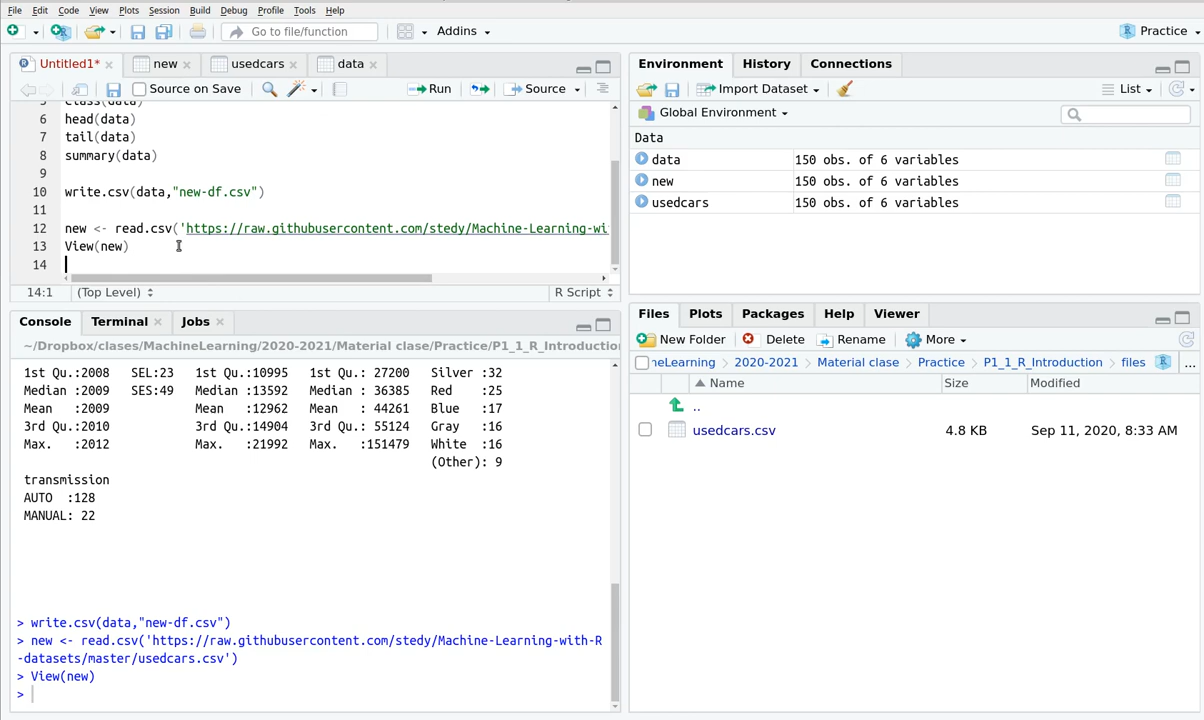 File Edit Code View Plots Session Build Debug Profile Tools Help
Go to file/function
Addins
Practice
Untitled1*
new
usedcars
data
Source on Save
Run
Source
6 head(data)
7 tail(data)
8 summary(data)
9
10 write.csv(data,"new-df.csv")
11
12 new <- read.csv('https://raw.githubusercontent.com/stedy/Machine-Learning-wi
13 View(new)
14
14:1 (Top Level) R Script
Console Terminal Jobs
~/Dropbox/clases/MachineLearning/2020-2021/Material clase/Practice/P1_1_R_Introduction
1st Qu.:2008 SEL:23 1st Qu.:10995 1st Qu.: 27200 Silver :32
Median :2009 SES:49 Median :13592 Median : 36385 Red :25
Mean :2009 Mean :12962 Mean : 44261 Blue :17
3rd Qu.:2010 3rd Qu.:14904 3rd Qu.: 55124 Gray :16
Max. :2012 Max. :21992 Max. :151479 White :16
(Other): 9
transmission
AUTO :128
MANUAL: 22
> write.csv(data,"new-df.csv")
> new <- read.csv('https://raw.githubusercontent.com/stedy/Machine-Learning-with-R
-datasets/master/usedcars.csv')
> View(new)
>
Environment History Connections
Import Dataset List
Global Environment
Data
data 150 obs. of 6 variables
new 150 obs. of 6 variables
usedcars 150 obs. of 6 variables
Files Plots Packages Help Viewer
New Folder Delete Rename More
neLearning > 2020-2021 > Material clase > Practice > P1_1_R_Introduction > files ...
Name Size Modified
..
usedcars.csv 4.8 KB Sep 11, 2020, 8:33 AM